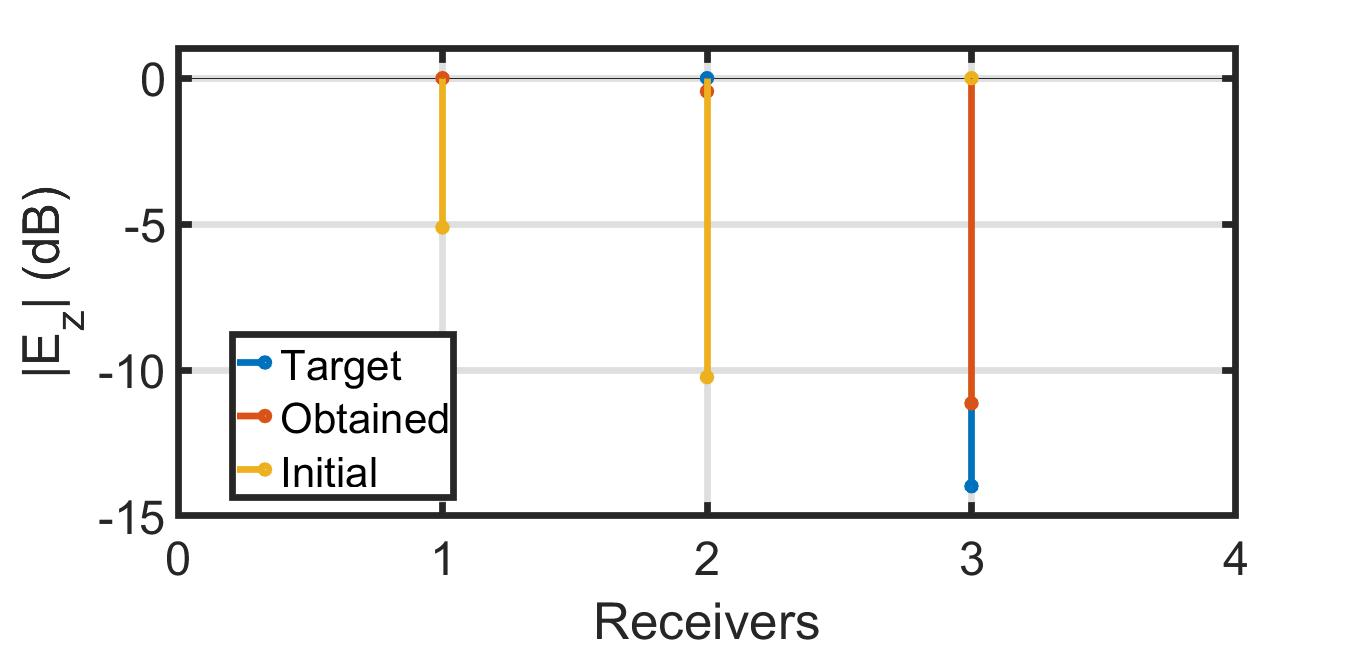 0
-5
-10
-15
|E_z| (dB)
Target
Obtained
Initial
0 1 2 3 4
Receivers